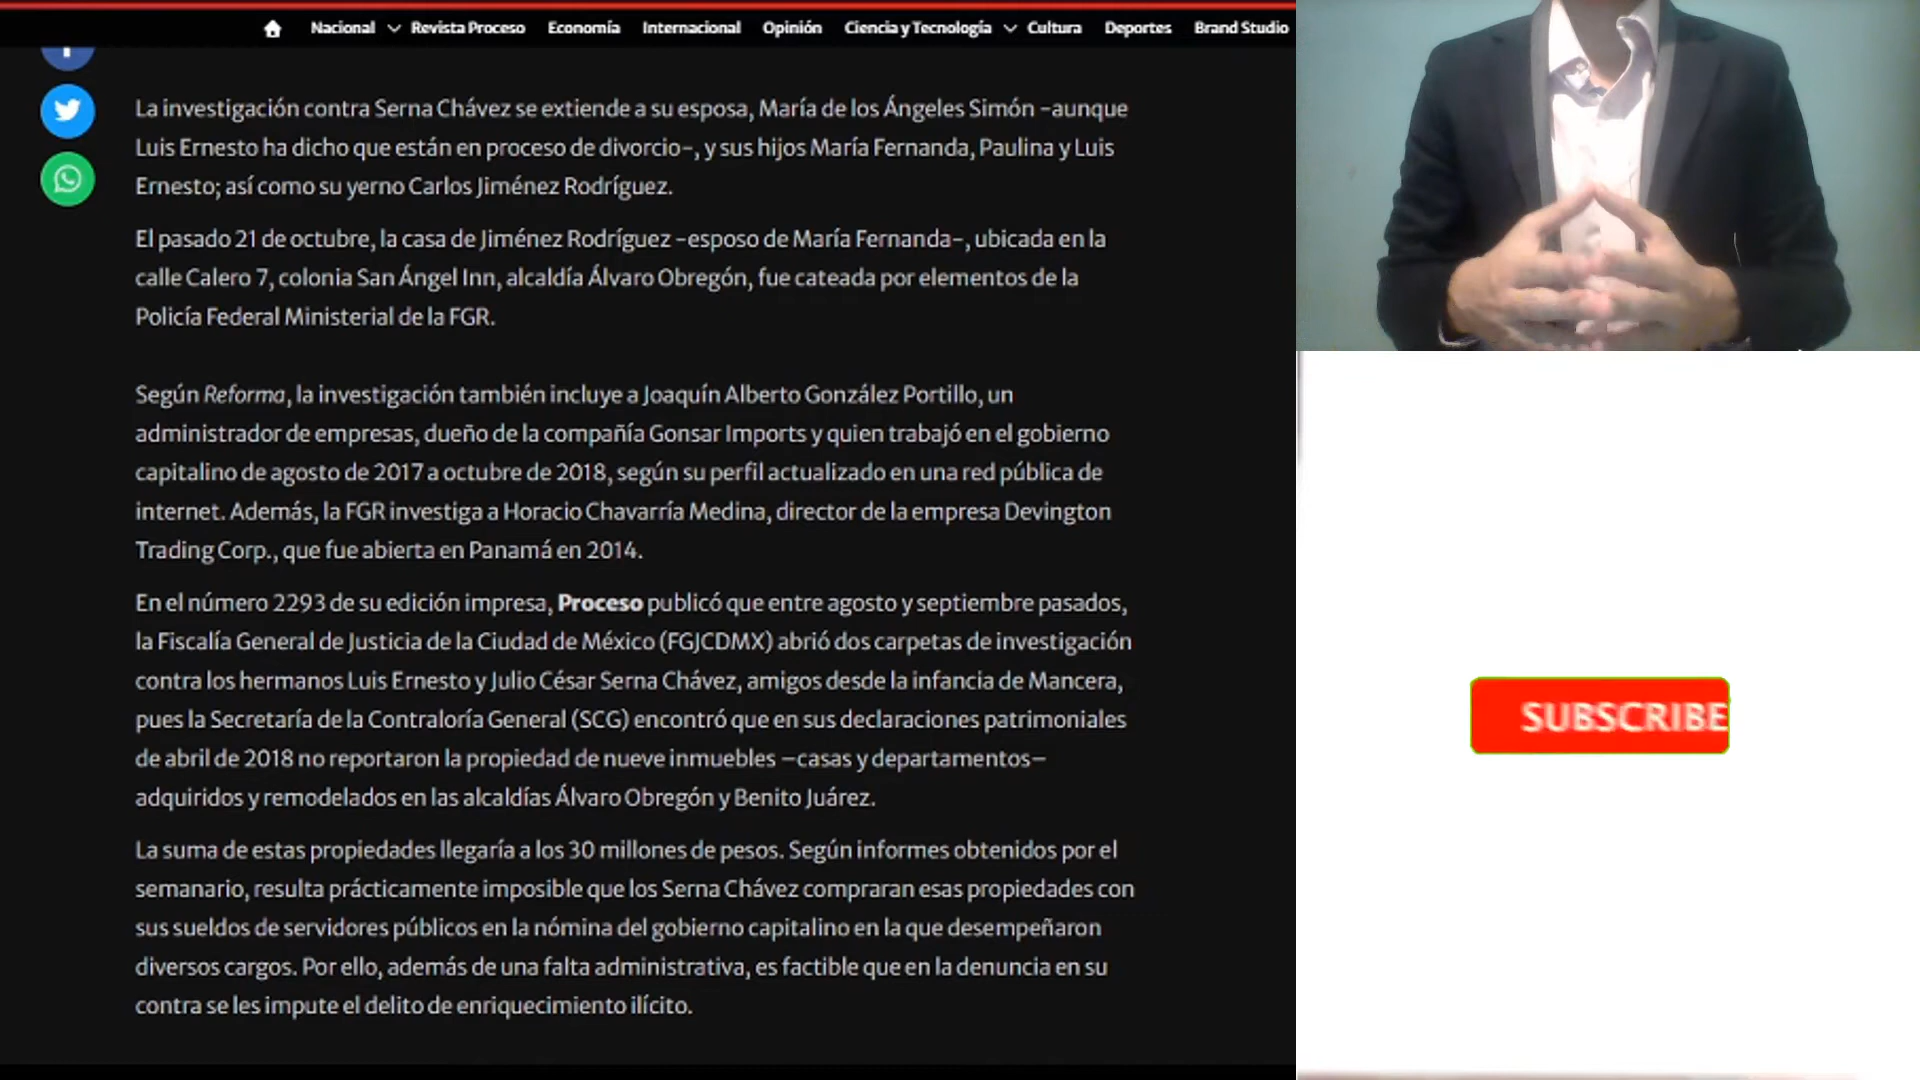 Nacional Revista Proceso Economía Internacional Opinión Ciencia y Tecnología Cultura Deportes Brand Studio
La investigación contra Serna Chávez se extiende a su esposa, María de los Ángeles Simón -aunque
Luis Ernesto ha dicho que están en proceso de divorcio-, y sus hijos María Fernanda, Paulina y Luis
Ernesto; así como su yerno Carlos Jiménez Rodríguez.
El pasado 21 de octubre, la casa de Jiménez Rodríguez -esposo de María Fernanda-, ubicada en la
calle Calero 7, colonia San Ángel Inn, alcaldía Álvaro Obregón, fue cateada por elementos de la
Policía Federal Ministerial de la FGR.
Según Reforma, la investigación también incluye a Joaquín Alberto González Portillo, un
administrador de empresas, dueño de la compañía Gonsar Imports y quien trabajó en el gobierno
capitalino de agosto de 2017 a octubre de 2018, según su perfil actualizado en una red pública de
internet. Además, la FGR investiga a Horacio Chavarría Medina, director de la empresa Devington
Trading Corp., que fue abierta en Panamá en 2014.
En el número 2293 de su edición impresa, Proceso publicó que entre agosto y septiembre pasados,
la Fiscalía General de Justicia de la Ciudad de México (FGJCDMX) abrió dos carpetas de investigación
contra los hermanos Luis Ernesto y Julio César Serna Chávez, amigos desde la infancia de Mancera,
pues la Secretaría de la Contraloría General (SCG) encontró que en sus declaraciones patrimoniales
de abril de 2018 no reportaron la propiedad de nueve inmuebles –casas y departamentos–
adquiridos y remodelados en las alcaldías Álvaro Obregón y Benito Juárez.
La suma de estas propiedades llegaría a los 30 millones de pesos. Según informes obtenidos por el
semanario, resulta prácticamente imposible que los Serna Chávez compraran esas propiedades con
sus sueldos de servidores públicos en la nómina del gobierno capitalino en la que desempeñaron
diversos cargos. Por ello, además de una falta administrativa, es factible que en la denuncia en su
contra se les impute el delito de enriquecimiento ilícito.
SUBSCRIBE